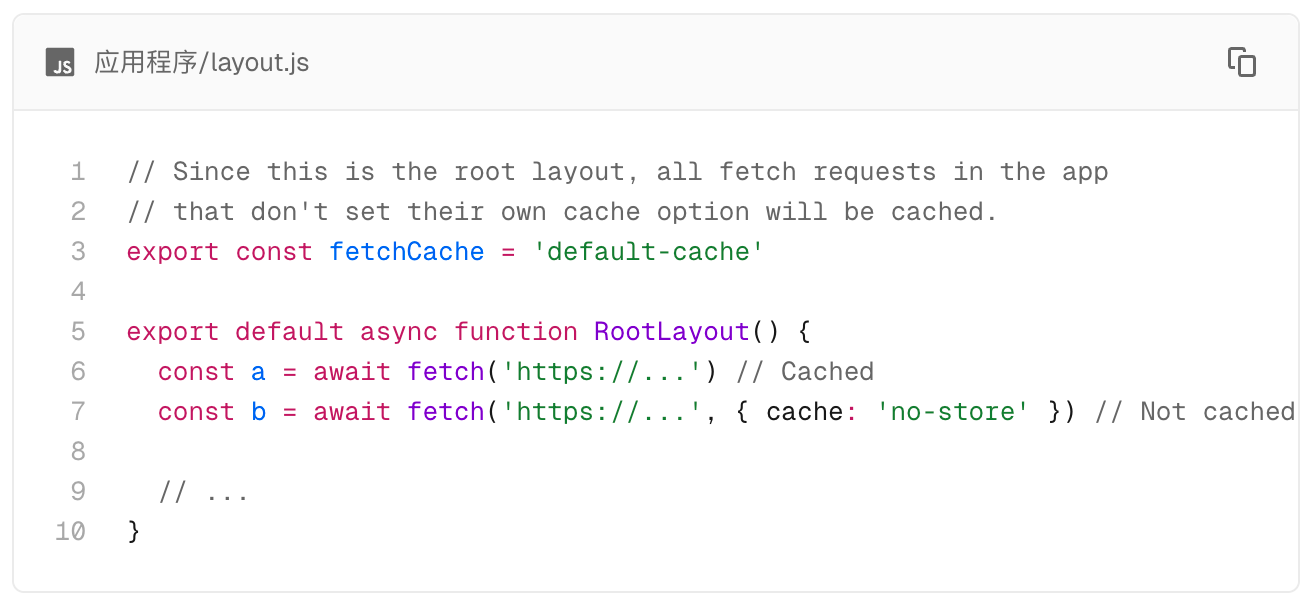 JS 应用程序/layout.js
1 // Since this is the root layout, all fetch requests in the app
2 // that don't set their own cache option will be cached.
3 export const fetchCache = 'default-cache'
4
5 export default async function RootLayout() {
6   const a = await fetch('https://...') // Cached
7   const b = await fetch('https://...', { cache: 'no-store' }) // Not cached
8
9   // ...
10 }